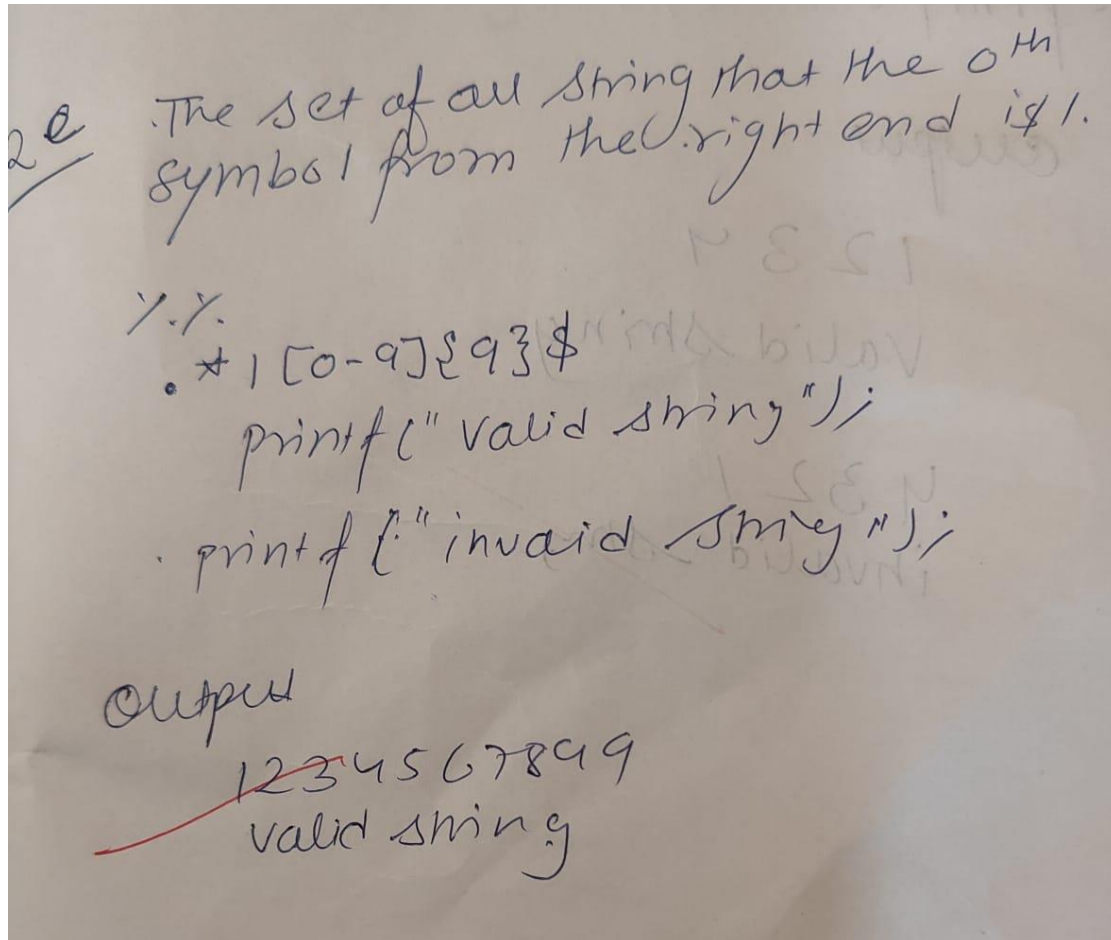 2e The set of all string that the 0th
symbol from the right end is 1.
%.%.
.*1[0-9]{9}$
printf("valid string");
. printf("invaid string");
Output
1234567899
valid string